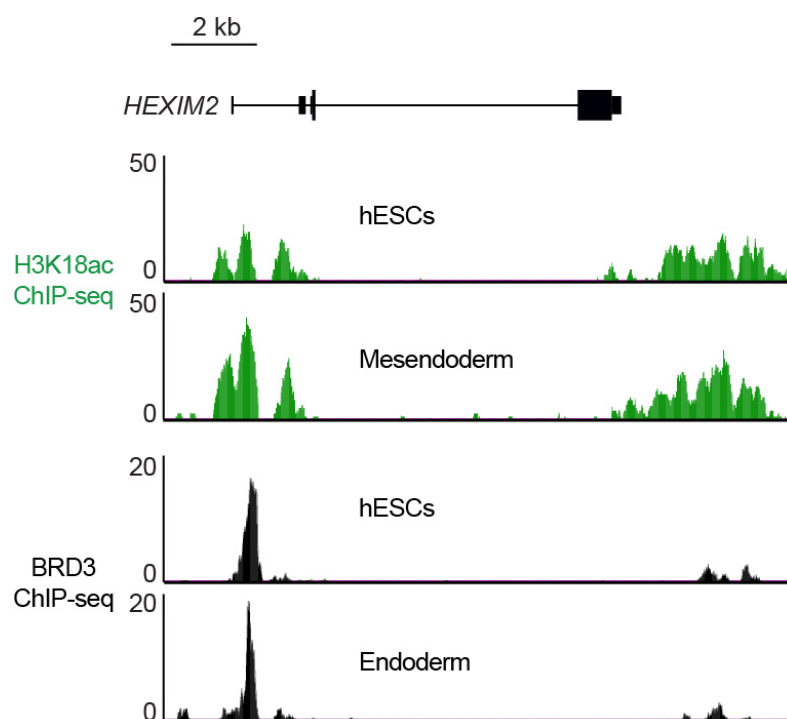 2 kb
HEXIM2
50
hESCs
H3K18ac
ChIP-seq
0
50
Mesendoderm
0
20
hESCs
0
BRD3
ChIP-seq
20
Endoderm
0